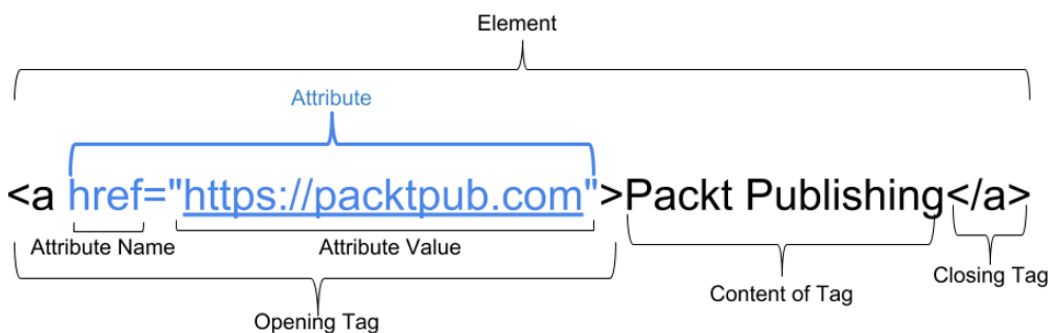 Element
Attribute
<a href="https://packtpub.com">Packt Publishing</a>
Attribute Name
Attribute Value
Closing Tag
Content of Tag
Opening Tag